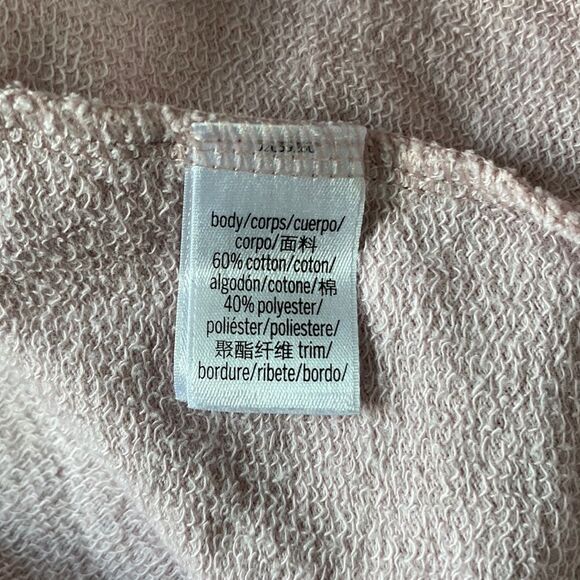 body/corps/cuerpo/
corpo/面料
60% cotton/coton/
algodón/cotone/棉
40% polyester/
poliéster/poliestere/
聚酯纤维 trim/
bordure/ribete/bordo/